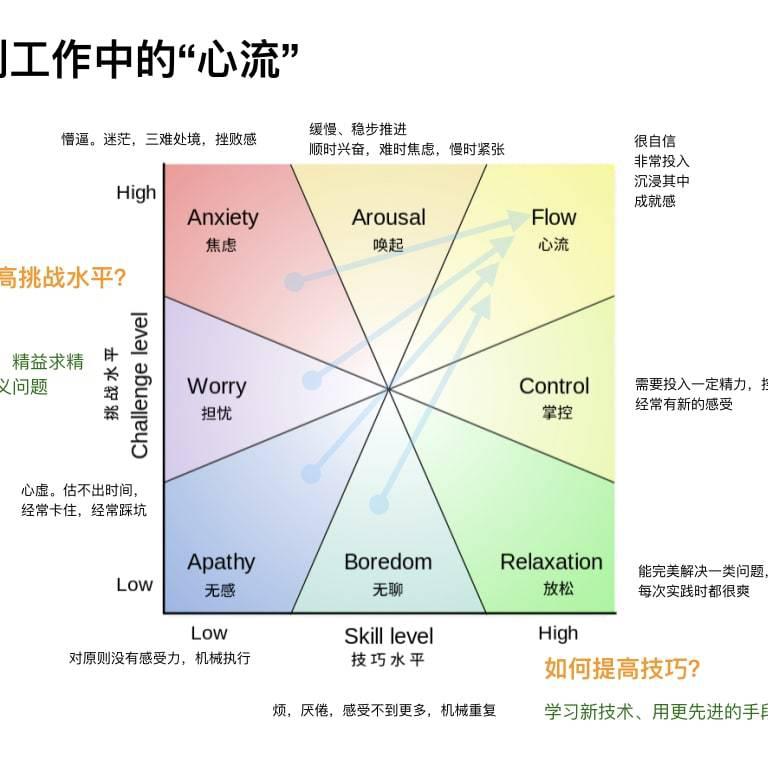 工作中的“心流”
懵逼。迷茫，三难处境，挫败感
缓慢、稳步推进
顺时兴奋，难时焦虑，慢时紧张
很自信
非常投入
沉浸其中
成就感
High
Anxiety
焦虑
Arousal
唤起
Flow
心流
高挑战水平?
精益求精
义问题
挑战水平
Challenge level
Worry
担忧
Control
掌控
需要投入一定精力，
经常有新的感受
心虚。估不出时间，
经常卡住，经常踩坑
Apathy
无感
Boredom
无聊
Relaxation
放松
能完美解决一类问题，
每次实践时都很爽
Low
Low
Skill level
技巧水平
High
对原则没有感受力，机械执行
如何提高技巧?
烦，厌倦，感受不到更多，机械重复
学习新技术、用更先进的手段